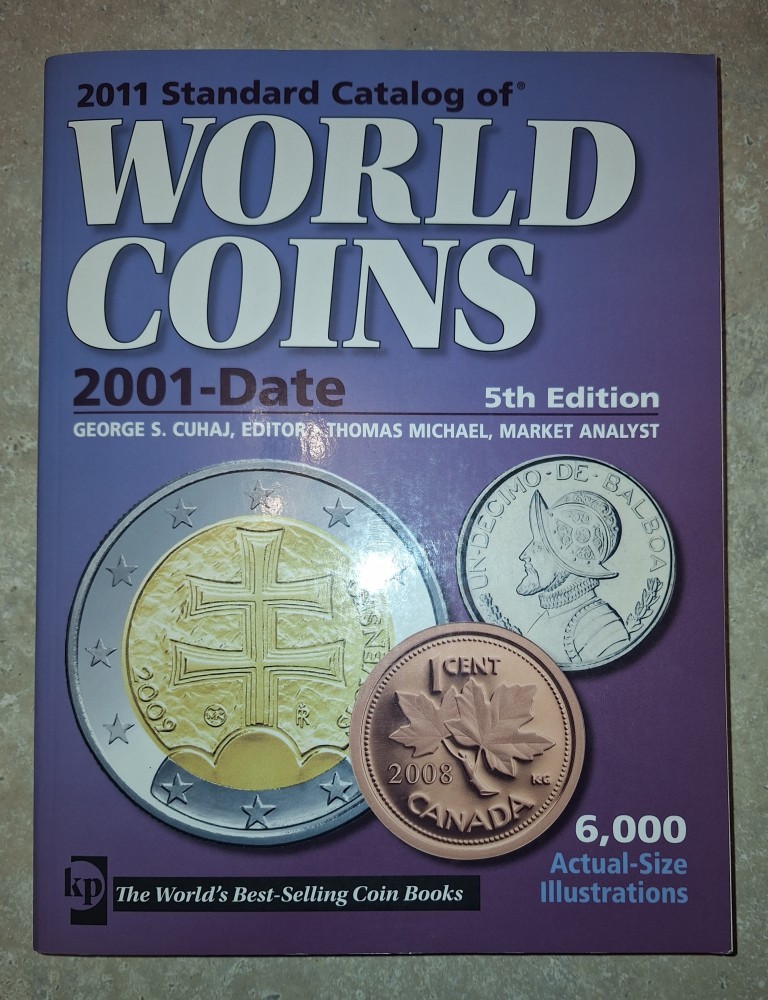 2011 Standard Catalog of®
WORLD
COINS
2001-Date
5th Edition
GEORGE S. CUHAJ, EDITOR, THOMAS MICHAEL, MARKET ANALYST
UN·DECIMO·DE·BALBOA
2009
MK
1 CENT
2008
KG
CANADA
6,000
Actual-Size
Illustrations
kp
The World's Best-Selling Coin Books